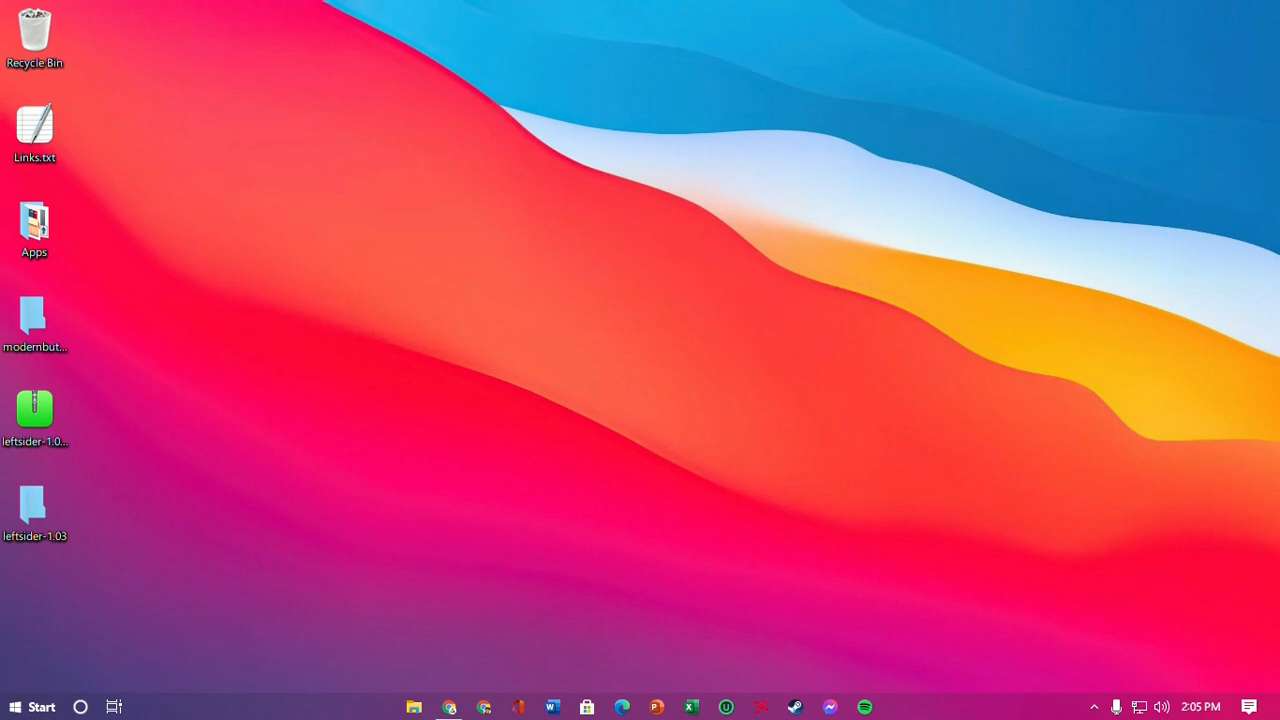 Recycle Bin
Links.txt
Apps
modernbut...
leftsider-1.0...
leftsider-1.03
Start
2:05 PM